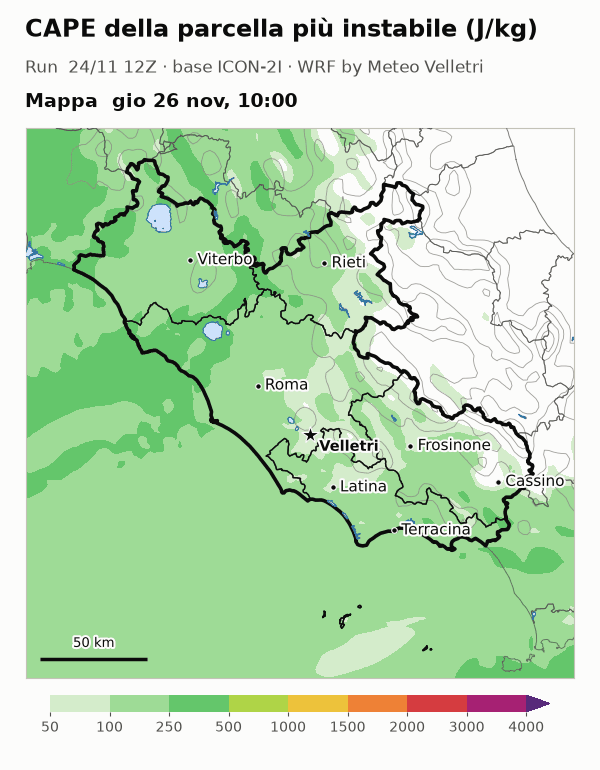 CAPE della parcella più instabile (J/kg)
Run  24/11 12Z · base ICON-2I · WRF by Meteo Velletri
Mappa  gio 26 nov, 10:00
Viterbo
Rieti
Roma
Velletri
Frosinone
Cassino
Latina
Terracina
50 km
50 100 250 500 1000 1500 2000 3000 4000